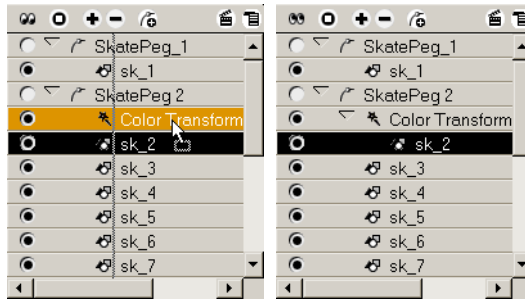 SkatePeg_1
sk_1
SkatePeg 2
Color Transform
sk_2
sk_3
sk_4
sk_5
sk_6
sk_7
SkatePeg_1
sk_1
SkatePeg 2
Color Transform
sk_2
sk_3
sk_4
sk_5
sk_6
sk_7